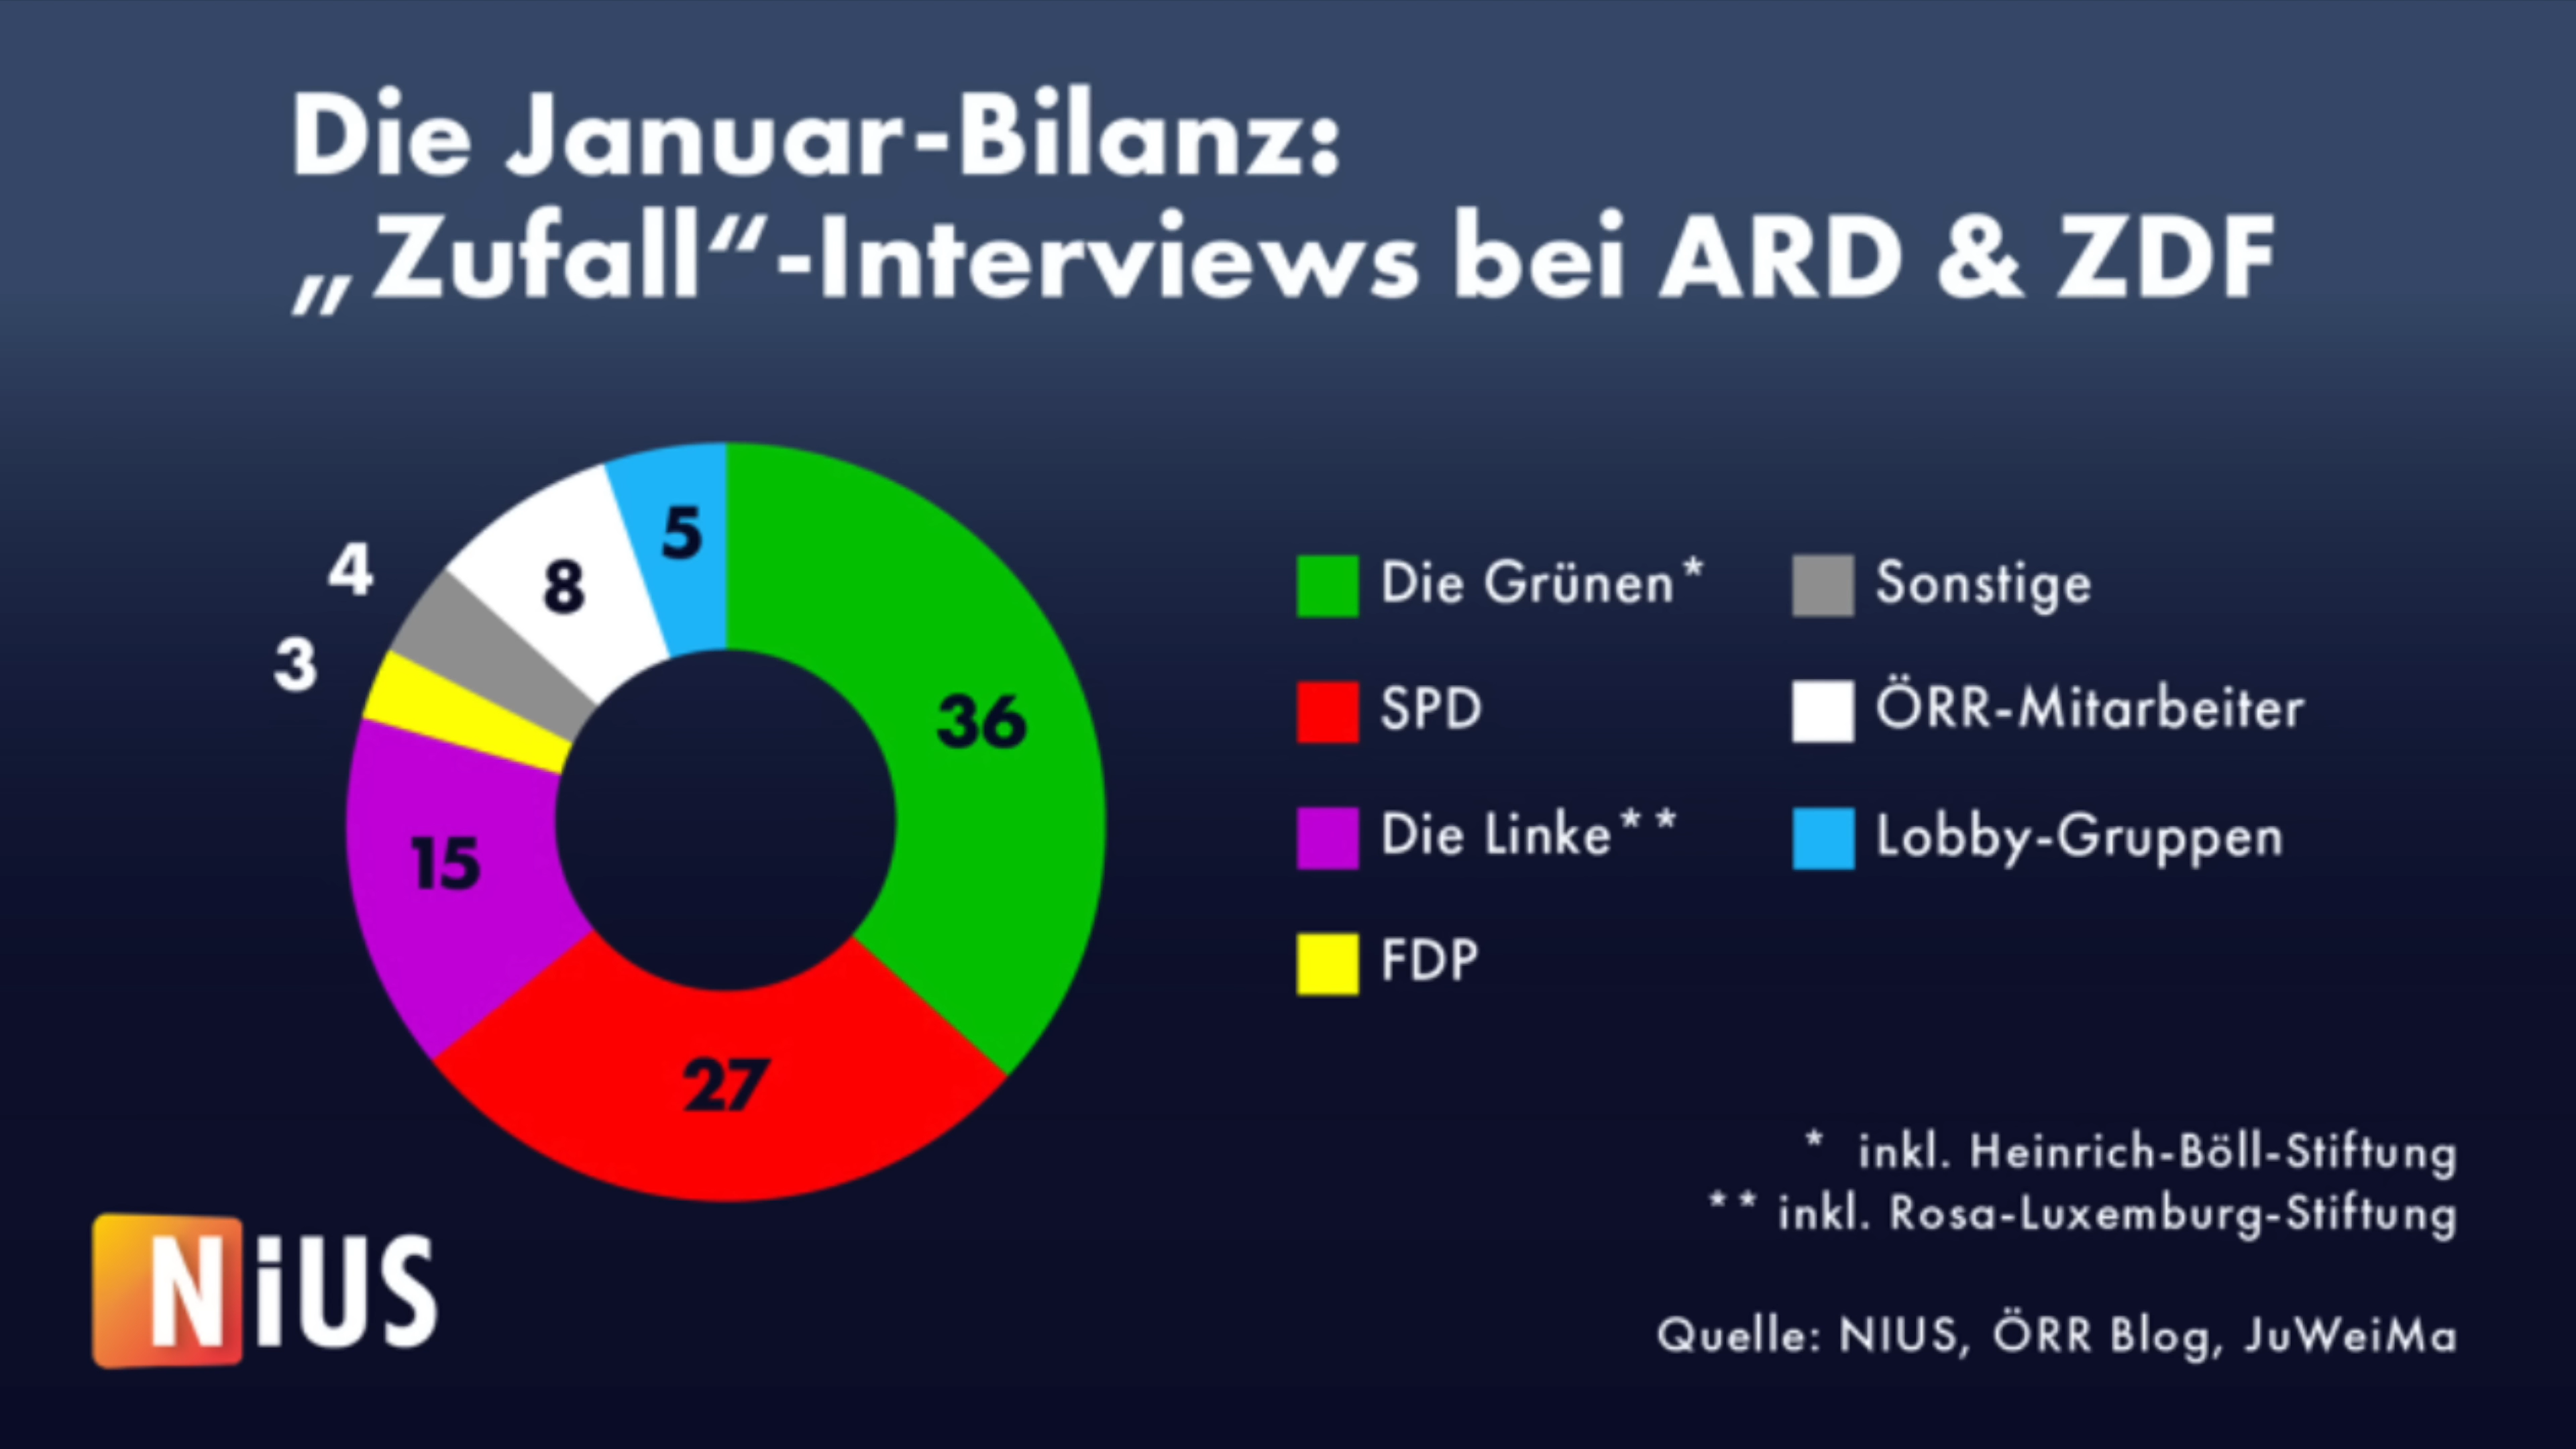 Die Januar-Bilanz:
„Zufall“-Interviews bei ARD & ZDF
5
36
4
8
3
15
27
Die Grünen*
SPD
Die Linke**
FDP
Sonstige
ÖRR-Mitarbeiter
Lobby-Gruppen
* inkl. Heinrich-Böll-Stiftung
** inkl. Rosa-Luxemburg-Stiftung
Quelle: NIUS, ÖRR Blog, JuWeiMa
NiUS